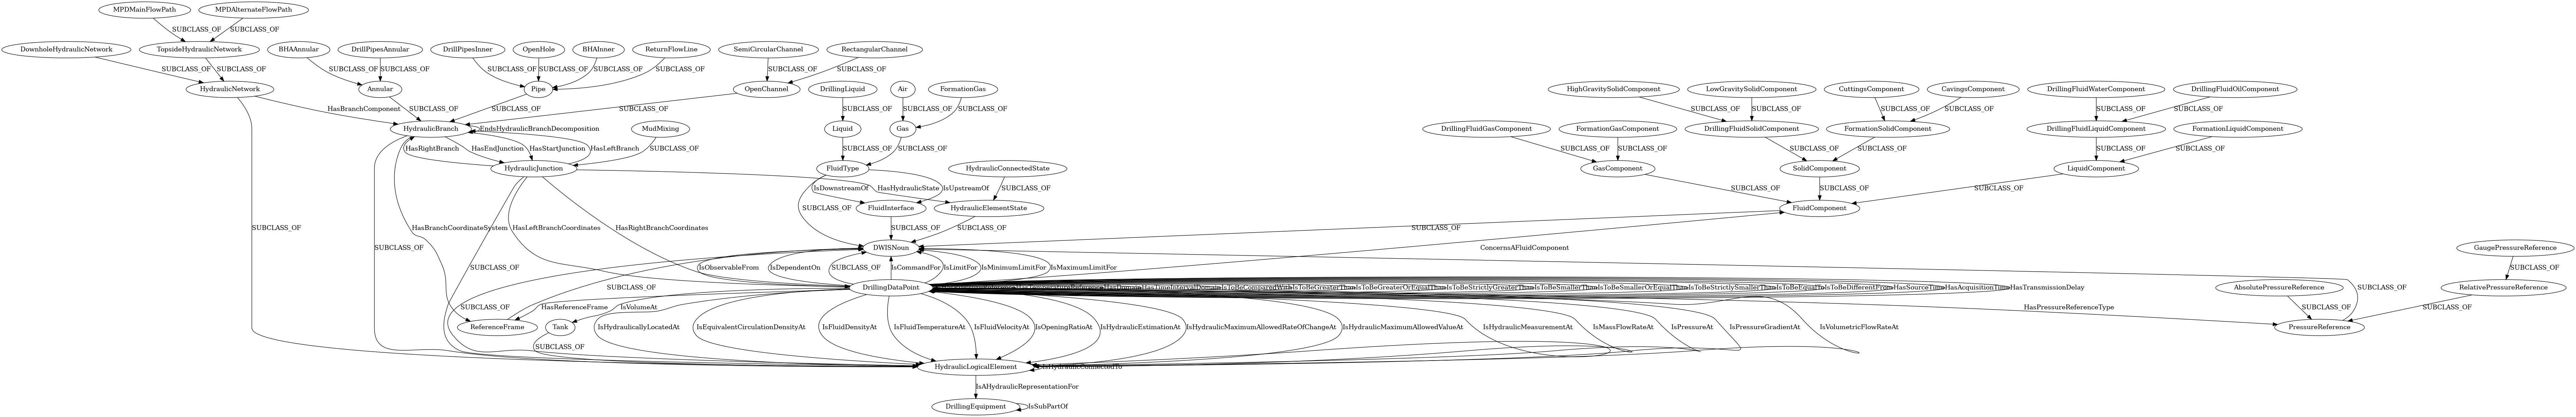 MPDMainFlowPath
MPDAlternateFlowPath
SUBCLASS_OF
SUBCLASS_OF
DownholeHydraulicNetwork
TopsideHydraulicNetwork
BHAAnnular
DrillPipesAnnular
DrillPipesInner
OpenHole
BHAInner
ReturnFlowLine
SemiCircularChannel
RectangularChannel
SUBCLASS_OF
SUBCLASS_OF
SUBCLASS_OF
SUBCLASS_OF
SUBCLASS_OF
SUBCLASS_OF
SUBCLASS_OF
SUBCLASS_OF
SUBCLASS_OF
SUBCLASS_OF
HydraulicNetwork
Annular
Pipe
OpenChannel
DrillingLiquid
Air
FormationGas
HighGravitySolidComponent
LowGravitySolidComponent
CuttingsComponent
CavingsComponent
DrillingFluidWaterComponent
DrillingFluidOilComponent
HasBranchComponent
SUBCLASS_OF
SUBCLASS_OF
SUBCLASS_OF
SUBCLASS_OF
SUBCLASS_OF
SUBCLASS_OF
SUBCLASS_OF
SUBCLASS_OF
SUBCLASS_OF
SUBCLASS_OF
SUBCLASS_OF
SUBCLASS_OF
HydraulicBranch
EndsHydraulicBranchDecomposition
MudMixing
Liquid
Gas
DrillingFluidGasComponent
FormationGasComponent
DrillingFluidSolidComponent
FormationSolidComponent
DrillingFluidLiquidComponent
FormationLiquidComponent
HasRightBranch
HasEndJunction
HasStartJunction
HasLeftBranch
SUBCLASS_OF
SUBCLASS_OF
SUBCLASS_OF
SUBCLASS_OF
SUBCLASS_OF
SUBCLASS_OF
SUBCLASS_OF
SUBCLASS_OF
SUBCLASS_OF
HydraulicJunction
FluidType
HydraulicConnectedState
GasComponent
SolidComponent
LiquidComponent
IsDownstreamOf
HasHydraulicState
IsUpstreamOf
SUBCLASS_OF
SUBCLASS_OF
SUBCLASS_OF
SUBCLASS_OF
SUBCLASS_OF
FluidInterface
HydraulicElementState
FluidComponent
SUBCLASS_OF
HasBranchCoordinateSystem
HasLeftBranchCoordinates
HasRightBranchCoordinates
SUBCLASS_OF
SUBCLASS_OF
SUBCLASS_OF
SUBCLASS_OF
DWISNoun
ConcernsAFluidComponent
GaugePressureReference
SUBCLASS_OF
IsObservableFrom
IsDependentOn
SUBCLASS_OF
IsCommandFor
IsLimitFor
IsMinimumLimitFor
IsMaximumLimitFor
SUBCLASS_OF
SUBCLASS_OF
DrillingDataPoint
IsToBeComparedWith
IsToBeGreaterThan
IsToBeGreaterOrEqualThan
IsToBeStrictlyGreaterThan
IsToBeSmallerThan
IsToBeSmallerOrEqualThan
IsToBeStrictlySmallerThan
IsToBeEqualTo
IsToBeDifferentFrom
HasSourceTime
HasAcquisitionTime
HasTransmissionDelay
AbsolutePressureReference
RelativePressureReference
SUBCLASS_OF
HasReferenceFrame
IsVolumeAt
HasPressureReferenceType
SUBCLASS_OF
SUBCLASS_OF
ReferenceFrame
Tank
IsHydraulicallyLocatedAt
IsEquivalentCirculationDensityAt
IsFluidDensityAt
IsFluidTemperatureAt
IsFluidVelocityAt
IsOpeningRatioAt
IsHydraulicEstimationAt
IsHydraulicMaximumAllowedRateOfChangeAt
IsHydraulicMaximumAllowedValueAt
IsHydraulicMeasurementAt
IsMassFlowRateAt
IsPressureAt
IsPressureGradientAt
IsVolumetricFlowRateAt
PressureReference
SUBCLASS_OF
HydraulicLogicalElement
IsHydraulicConnectedTo
IsAHydraulicRepresentationFor
DrillingEquipment
IsSubPartOf